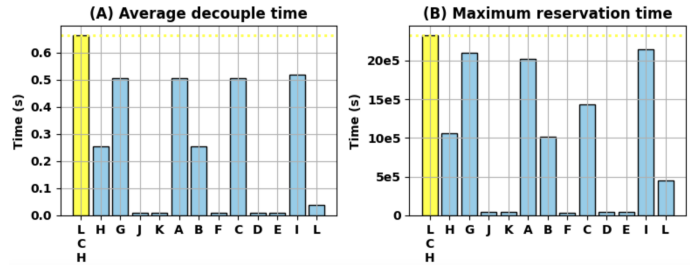 (A) Average decouple time
Time (s)
0.6
0.5
0.4
0.3
0.2
0.1
0.0
L H G J K A B F C D E I L
C
H
(B) Maximum reservation time
Time (s)
20e5
15e5
10e5
5e5
0
L H G J K A B F C D E I L
C
H